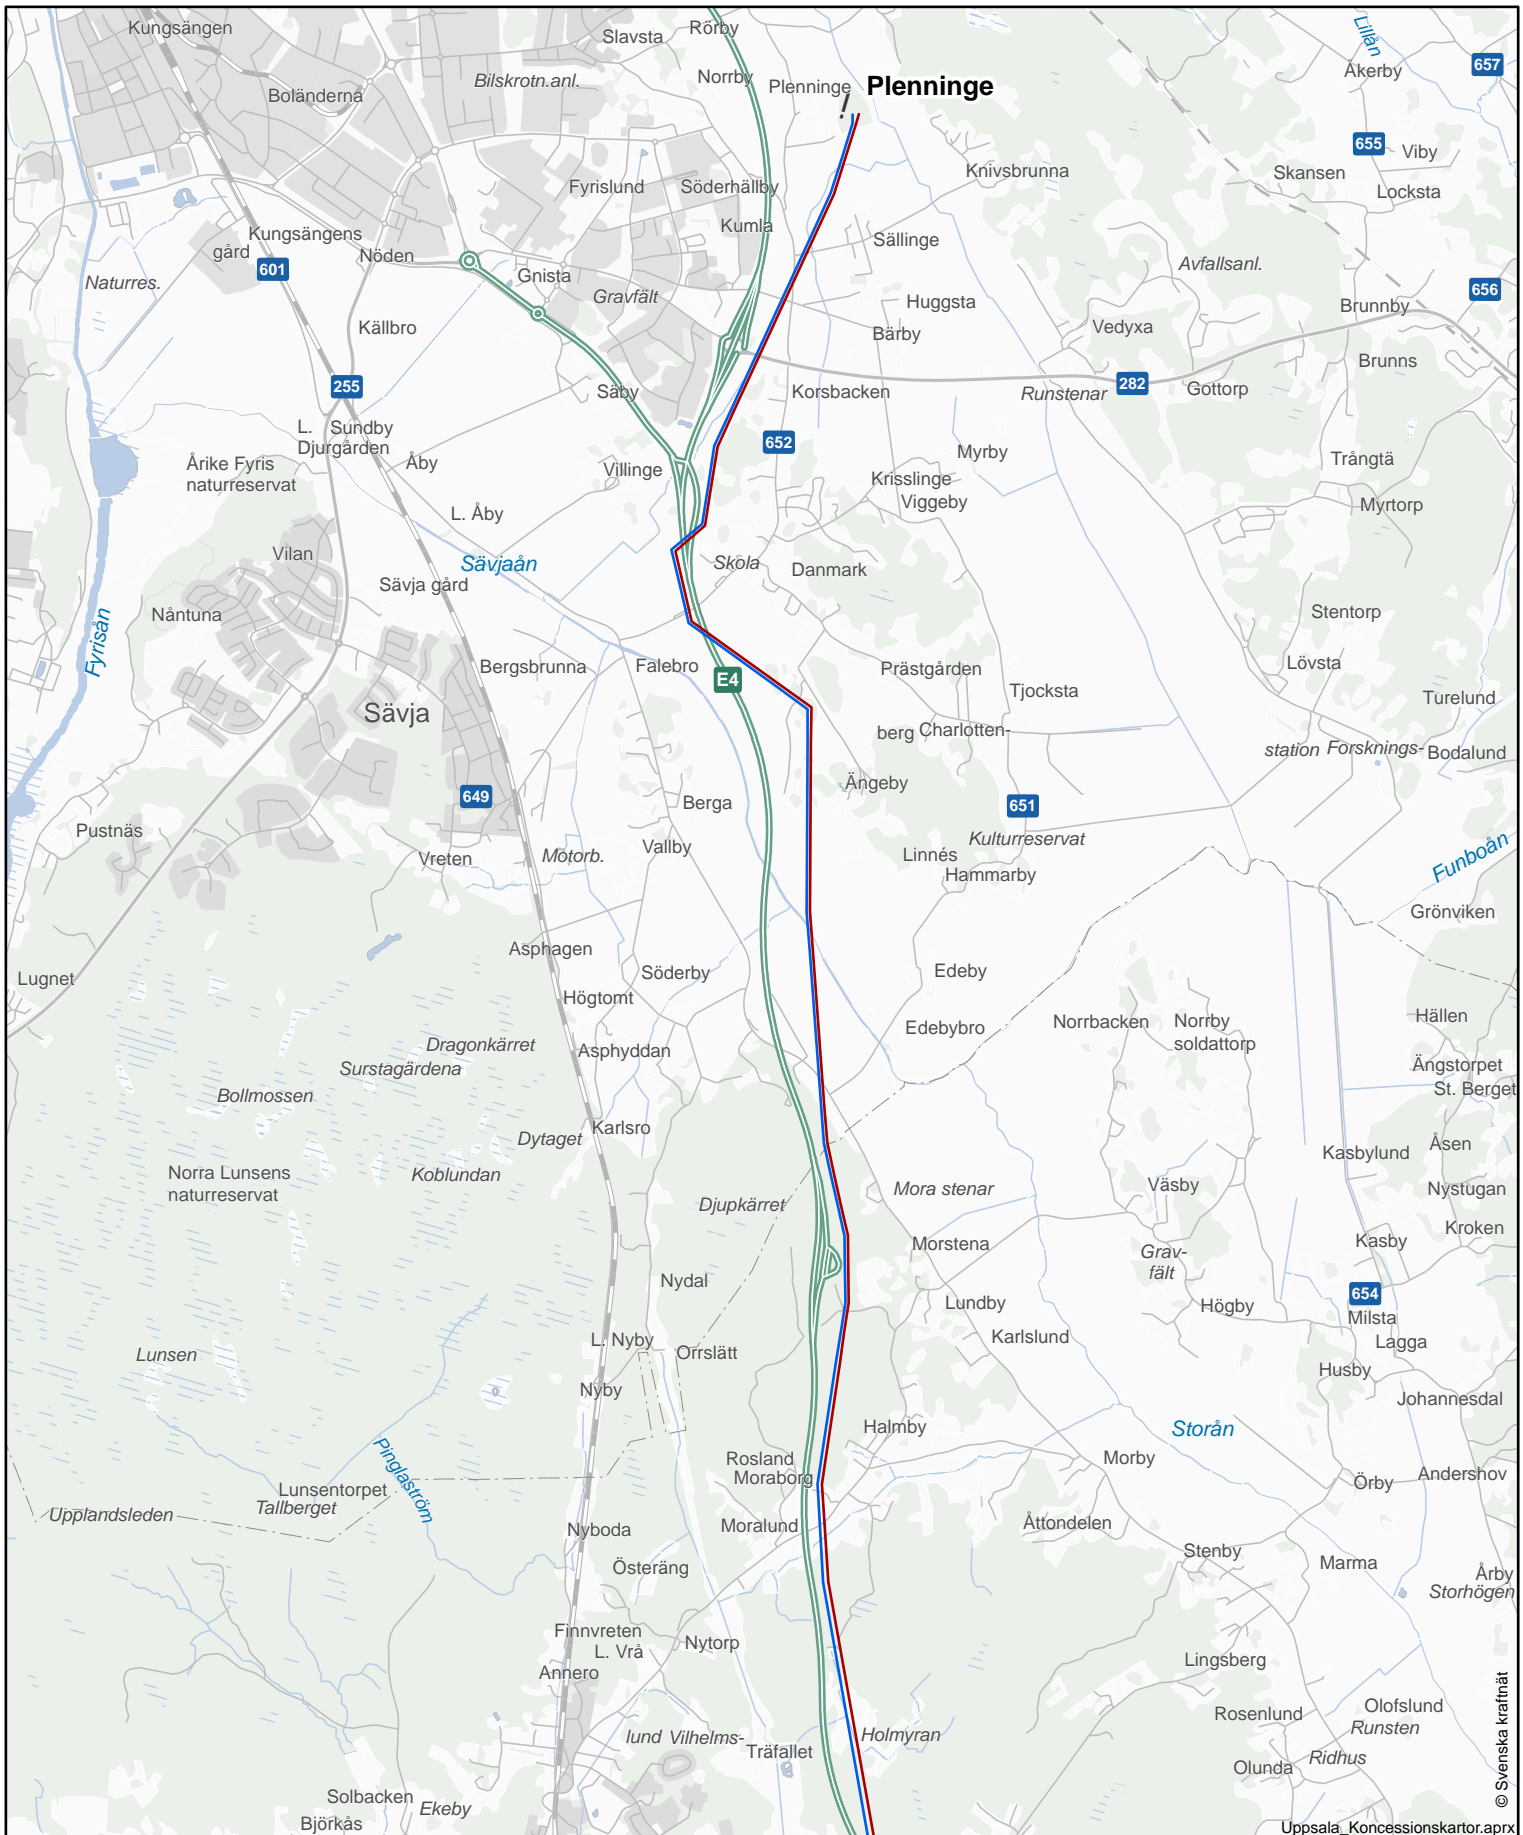 Kungsängen
Slavsta
Rörby
Lillån
657
Åkerby
Bilskrotn.anl.
Norrby
Plenninge
Plenninge
Boländerna
655
Viby
Skansen
Locksta
Knivsbrunna
Fyrislund
Söderhällby
Kumla
Kungsängens
gård
Nöden
601
Sällinge
Avfallsanl.
Naturres.
Gnista
Gravfält
656
Huggsta
Brunnby
Källbro
Bärby
Vedyxa
Brunns
255
Säby
Korsbacken
Runstenar
282
Gottorp
L.
Sundby
Djurgården
652
Myrby
Årike Fyris
naturreservat
Åby
Villinge
Trångtä
Krisslinge
Viggeby
Myrtorp
L. Åby
Vilan
Sävjaån
Skola
Danmark
Sävja gård
Nåntuna
Stentorp
Fyrisån
Bergsbrunna
Falebro
Prästgården
Lövsta
E4
Tjocksta
Turelund
Sävja
berg
Charlotten-
station
Forsknings-
Bodalund
Ängeby
649
Berga
651
Pustnäs
Kulturreservat
Vallby
Vreten
Motorb.
Linnés
Hammarby
Funboån
Grönviken
Asphagen
Lugnet
Söderby
Edeby
Högtomt
Hällen
Edebybro
Norrbacken
Norrby
soldattorp
Dragonkärret
Asphyddan
Surstagärdena
Ängstorpet
Bollmossen
St. Berget
Dytaget
Karlsro
Åsen
Kasbylund
Norra Lunsens
naturreservat
Koblundan
Väsby
Mora stenar
Nystugan
Djupkärret
Kroken
Morstena
Kasby
Grav-
fält
Nydal
654
Lundby
Högby
Milsta
Karlslund
Lagga
L. Nyby
Orrslätt
Lunsen
Husby
Nyby
Johannesdal
Halmby
Storån
Rosland
Morby
Moraborg
Andershov
Örby
Pinglaström
Lunsentorpet
Tallberget
Upplandsleden
Moralund
Åttondelen
Nyboda
Stenby
Marma
Österäng
Årby
Storhögen
Finnvreten
L. Vrå
Nytorp
Lingsberg
Annero
Olofslund
Rosenlund
Runsten
lund
Vilhelms-
Holmyran
Träfallet
Ridhus
Olunda
Solbacken
Ekeby
Björkås
© Svenska kraftnät
Uppsala_Koncessionskartor.aprx